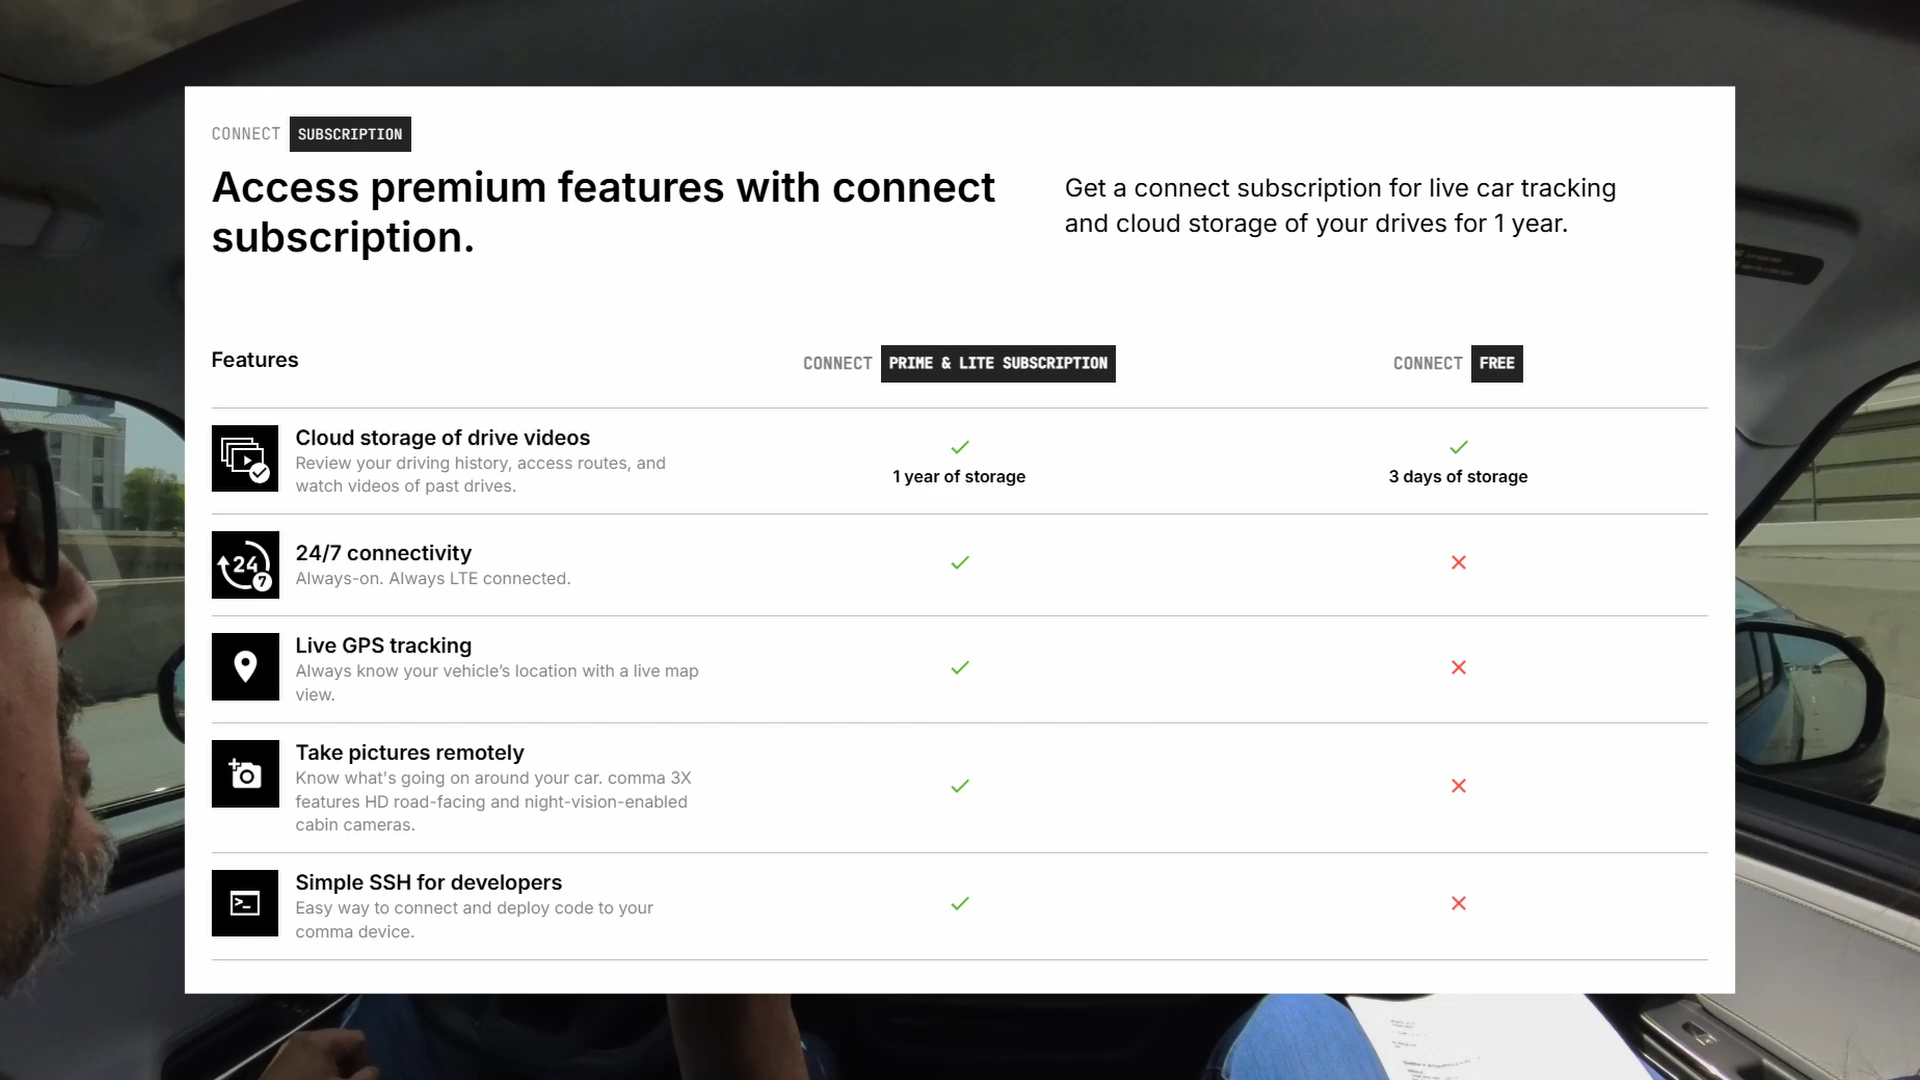 CONNECT SUBSCRIPTION
Access premium features with connect
subscription.
Get a connect subscription for live car tracking
and cloud storage of your drives for 1 year.
Features
CONNECT PRIME & LITE SUBSCRIPTION
CONNECT FREE
Cloud storage of drive videos
Review your driving history, access routes, and
watch videos of past drives.
1 year of storage
3 days of storage
24
7
24/7 connectivity
Always-on. Always LTE connected.
Live GPS tracking
Always know your vehicle's location with a live map
view.
Take pictures remotely
Know what's going on around your car. comma 3X
features HD road-facing and night-vision-enabled
cabin cameras.
Simple SSH for developers
Easy way to connect and deploy code to your
comma device.